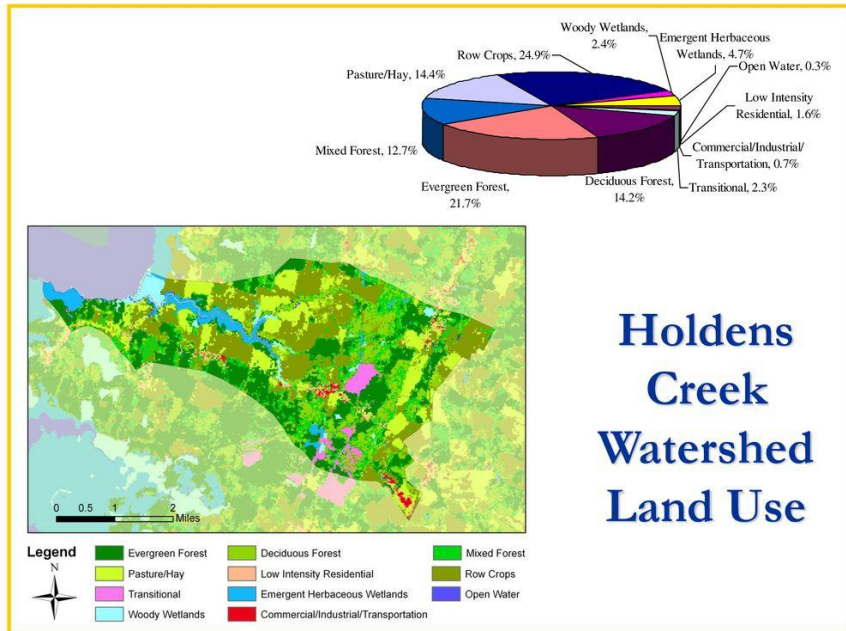 Woody Wetlands,
2.4%
Emergent Herbaceous
Wetlands, 4.7%
Row Crops, 24.9%
Open Water, 0.3%
Pasture/Hay, 14.4%
Low Intensity
Residential, 1.6%
Mixed Forest, 12.7%
Commercial/Industrial/
Transportation, 0.7%
Evergreen Forest,
21.7%
Deciduous Forest,
14.2%
Transitional, 2.3%
Holdens
Creek
Watershed
Land Use
0 0.5 1 2
Miles
Legend
N
Evergreen Forest
Deciduous Forest
Mixed Forest
Pasture/Hay
Low Intensity Residential
Row Crops
Transitional
Emergent Herbaceous Wetlands
Open Water
Woody Wetlands
Commercial/Industrial/Transportation